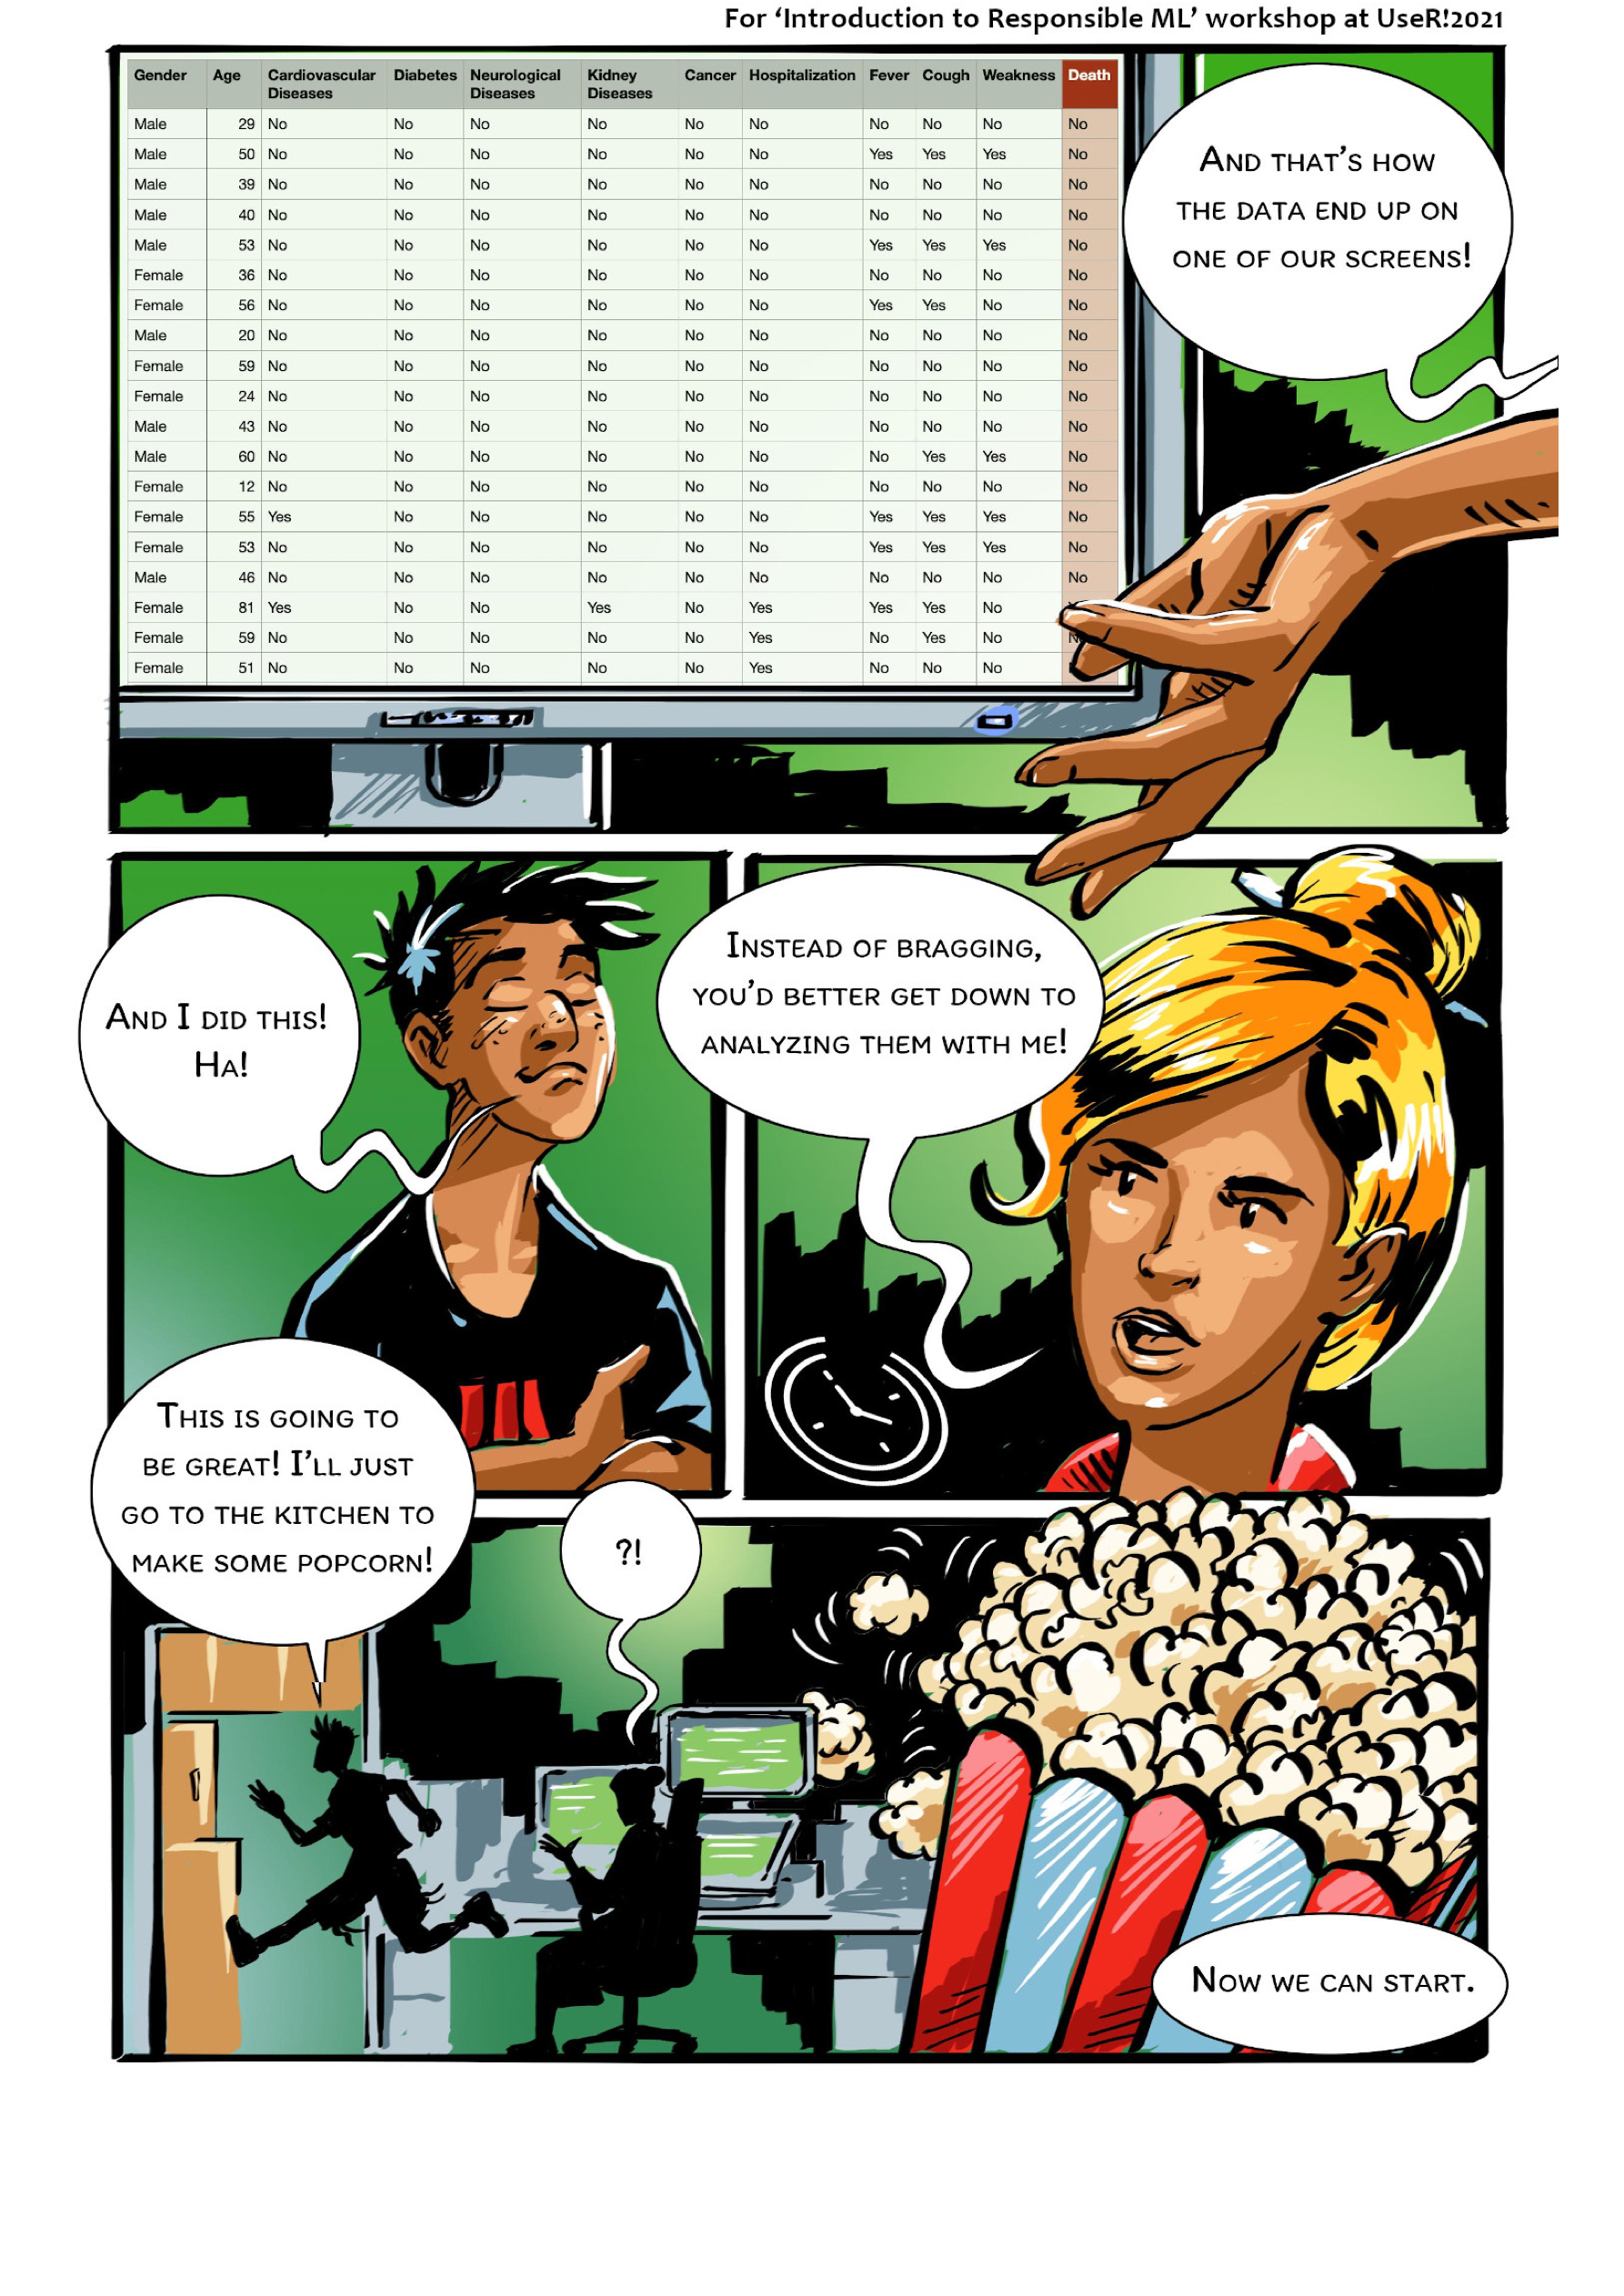 For ‘Introduction to Responsible ML’ workshop at UseR!2021
Gender Age Cardiovascular Diseases Diabetes Neurological Diseases Kidney Diseases Cancer Hospitalization Fever Cough Weakness Death
Male 29 No No No No No No No No No No
Male 50 No No No No No No Yes Yes Yes No
Male 39 No No No No No No No No No No
Male 40 No No No No No No No No No No
Male 53 No No No No No No Yes Yes Yes No
Female 36 No No No No No No No No No No
Female 56 No No No No No No Yes Yes No No
Male 20 No No No No No No No No No No
Female 59 No No No No No No No No No No
Female 24 No No No No No No No No No No
Male 43 No No No No No No No No No No
Male 60 No No No No No No No Yes Yes No
Female 12 No No No No No No No No No No
Female 55 Yes No No No No No Yes Yes Yes No
Female 53 No No No No No No Yes Yes Yes No
Male 46 No No No No No No No No No No
Female 81 Yes No No Yes No Yes Yes Yes No
Female 59 No No No No No Yes No Yes No
Female 51 No No No No No Yes No No No
And that’s how
the data end up on
one of our screens!
And I did this!
Ha!
Instead of bragging,
you’d better get down to
analyzing them with me!
This is going to
be great! I’ll just
go to the kitchen to
make some popcorn!
?!
Now we can start.